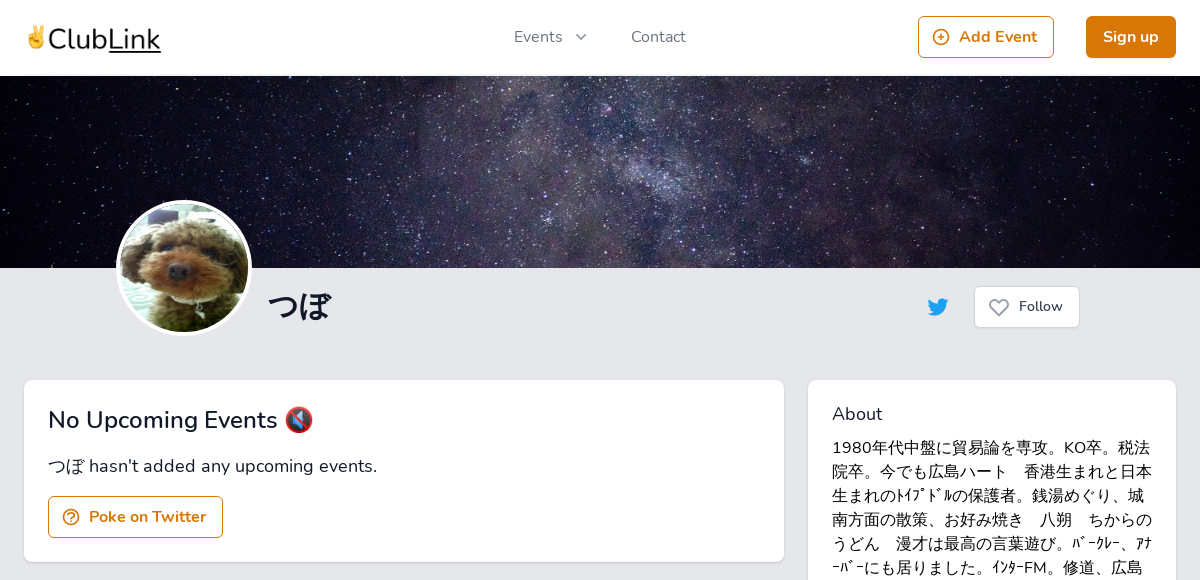 ✌️ClubLink
Events
Contact
Add Event
Sign up
つぼ
Follow
No Upcoming Events 🔇
つぼ hasn't added any upcoming events.
Poke on Twitter
About
1980年代中盤に貿易論を専攻。KO卒。税法
院卒。今でも広島ハート　香港生まれと日本
生まれのﾄｲﾌﾟﾄﾞﾙの保護者。銭湯めぐり、城
南方面の散策、お好み焼き　八朔　ちからの
うどん　漫才は最高の言葉遊び。ﾊﾞｰｸﾚｰ、ｱﾅ
ｰﾊﾞｰにも居りました。ｲﾝﾀｰFM。修道、広島